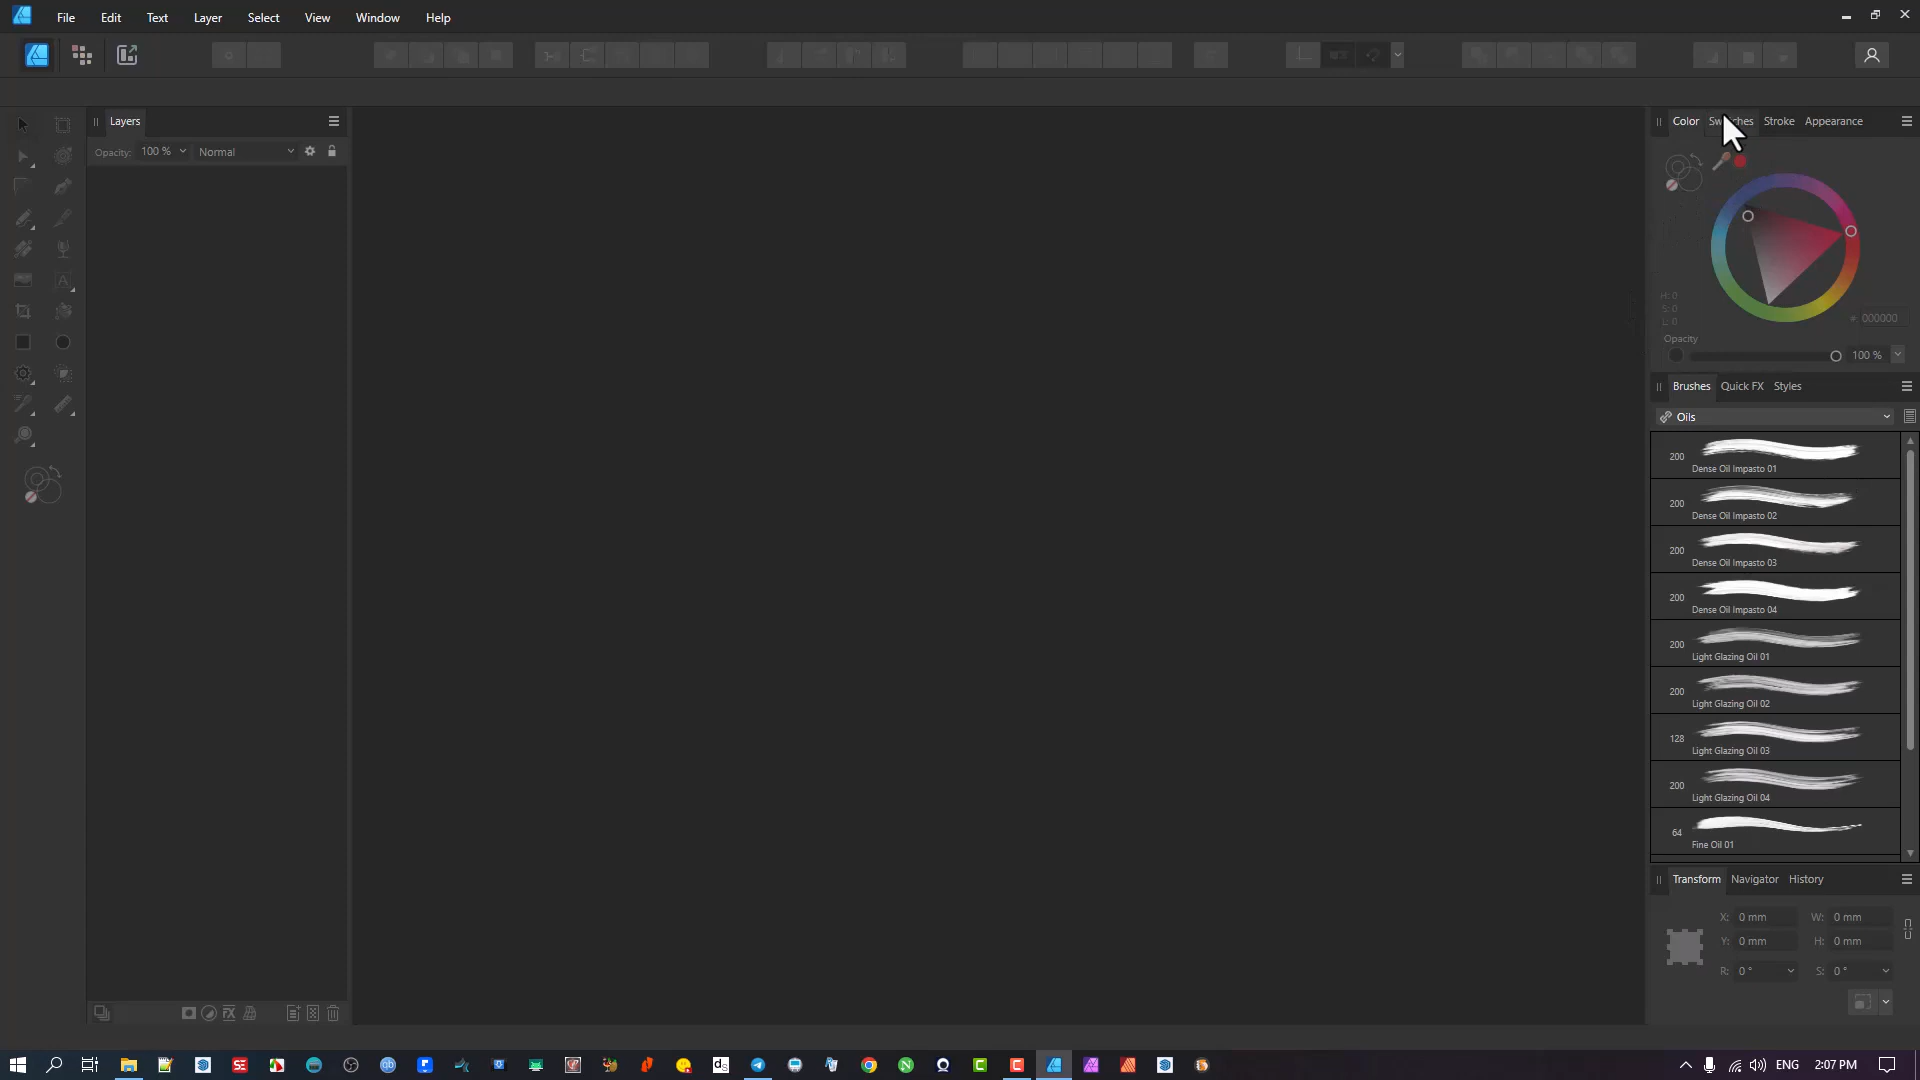 File Edit Text Layer Select View Window Help
Layers
Opacity: 100 % Normal
Color Swatches Stroke Appearance
H: 0
S: 0
L: 0
#: 000000
Opacity
100 %
Brushes Quick FX Styles
Oils
200 Dense Oil Impasto 01
200 Dense Oil Impasto 02
200 Dense Oil Impasto 03
200 Dense Oil Impasto 04
200 Light Glazing Oil 01
200 Light Glazing Oil 02
128 Light Glazing Oil 03
200 Light Glazing Oil 04
64 Fine Oil 01
Transform Navigator History
X: 0 mm W: 0 mm
Y: 0 mm H: 0 mm
R: 0 ° S: 0 °
ENG 2:07 PM